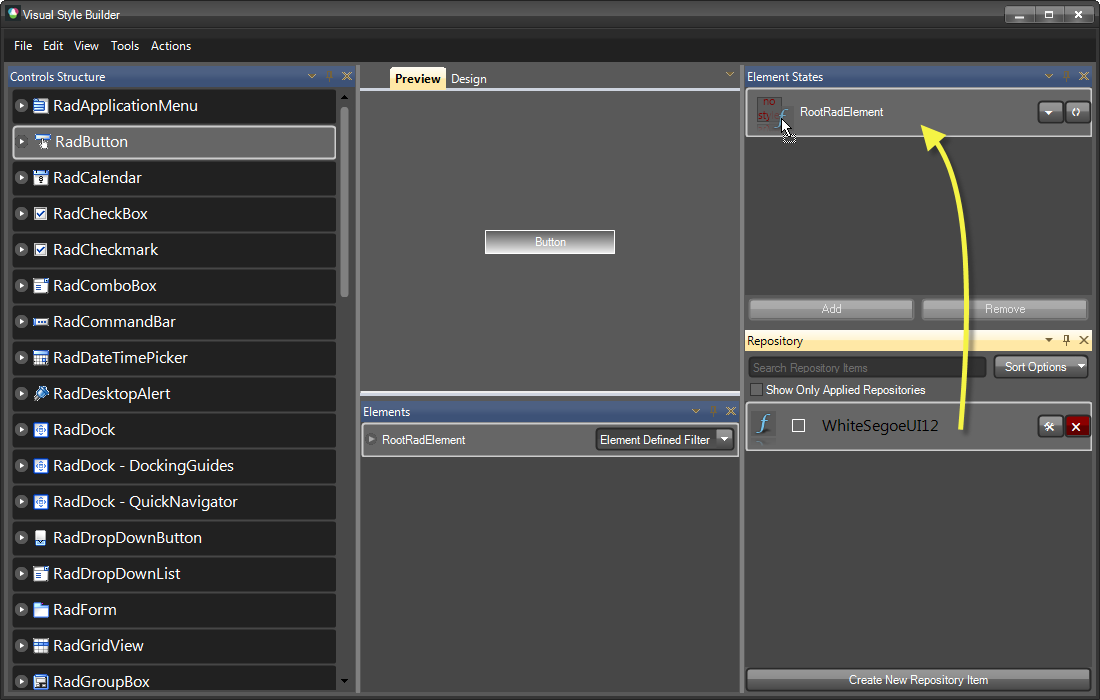 Visual Style Builder
File Edit View Tools Actions
Controls Structure
RadApplicationMenu
RadButton
RadCalendar
RadCheckBox
RadCheckmark
RadComboBox
RadCommandBar
RadDateTimePicker
RadDesktopAlert
RadDock
RadDock - DockingGuides
RadDock - QuickNavigator
RadDropDownButton
RadDropDownList
RadForm
RadGridView
RadGroupBox
Preview Design
Button
Elements
RootRadElement Element Defined Filter
Element States
no
RootRadElement
Add Remove
Repository
Search Repository Items Sort Options
Show Only Applied Repositories
f WhiteSegoeUI12
Create New Repository Item